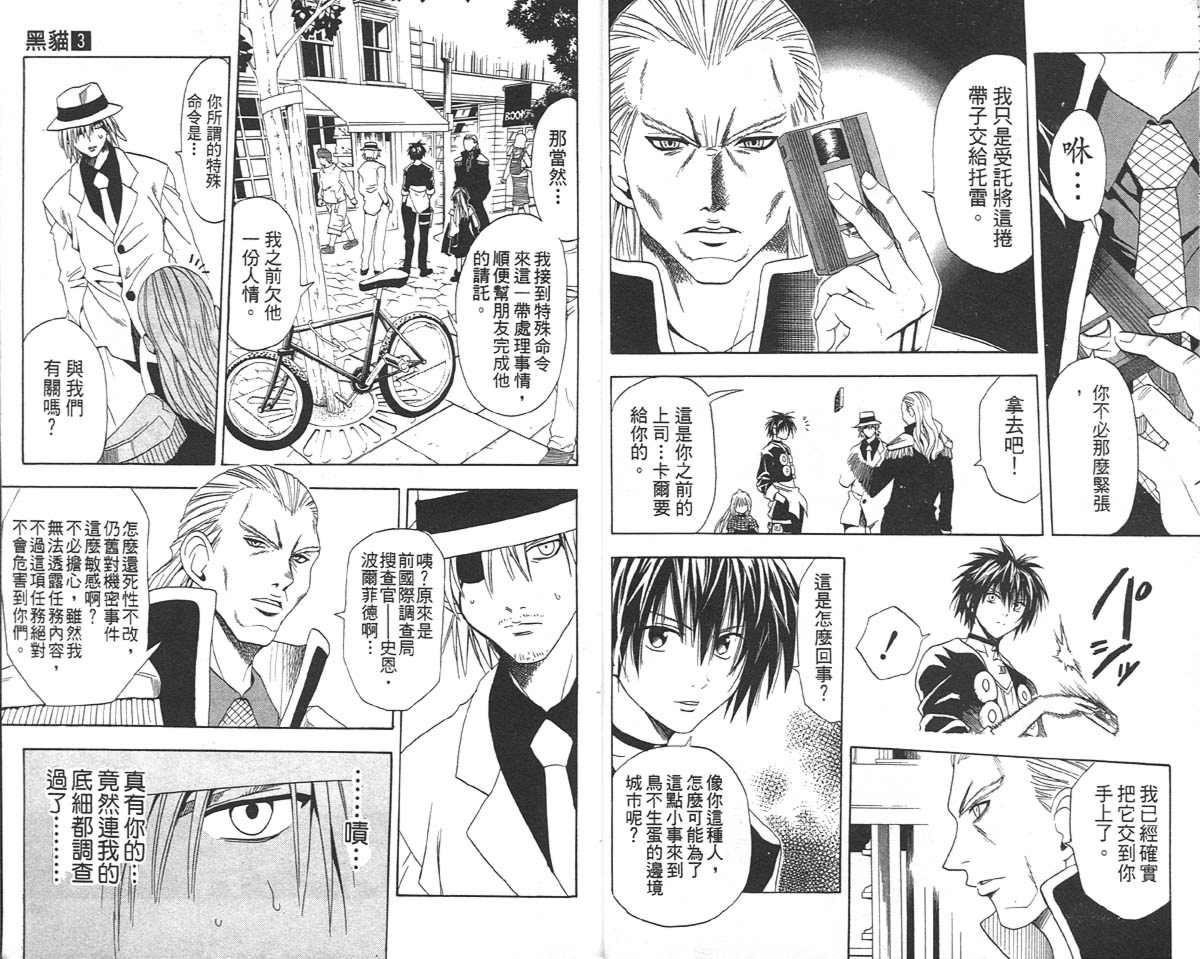 咻…
你不必那麼緊張，
我只是受託將這捲
帶子交給托雷。
拿去吧！
這是你之前的
上司…卡爾要
給你的。
パッ
！
我已經確實
把它交到你
手上了。
這是怎麼回事？
像你這種人，
怎麼可能為了
這點小事來到
鳥不生蛋的邊境
城市呢？
黑貓3
那當然…
我接到特殊命令
來這一帶處理事情，
順便幫朋友完成他
的請託。
我之前欠他
一份人情。
BOOKS
你所謂的特殊
命令是…
與我們
有關嗎？
咦？原來是
前國際調查局
搜查官──史恩．
波爾菲德啊…
怎麼還死性不改，
仍舊對機密事件
這麼敏感啊？
不必擔心，雖然我
無法透露任務內容，
不過這項任務絕對
不會危害到你們。
………嘖…
真有你的…
竟然連我的
底細都調查
過了………